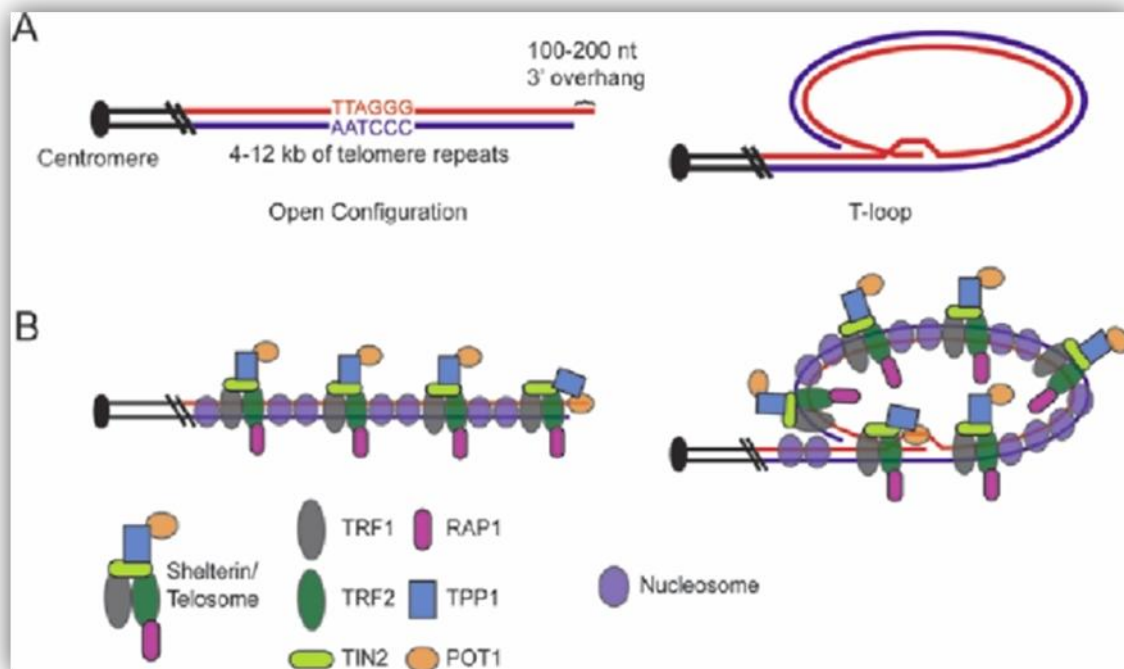 A
100-200 nt
3' overhang
TTAGGG
AATCCC
Centromere
4-12 kb of telomere repeats
Open Configuration
T-loop
B
Shelterin/
Telosome
TRF1
RAP1
TRF2
TPP1
TIN2
POT1
Nucleosome